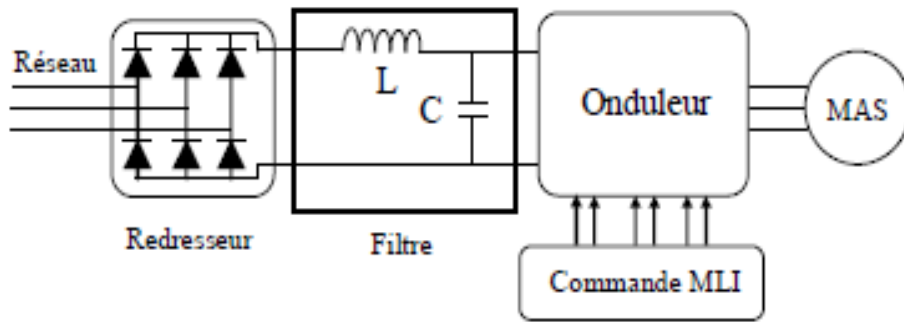 Réseau
L
C
Onduleur
MAS
Redresseur
Filtre
Commande MLI